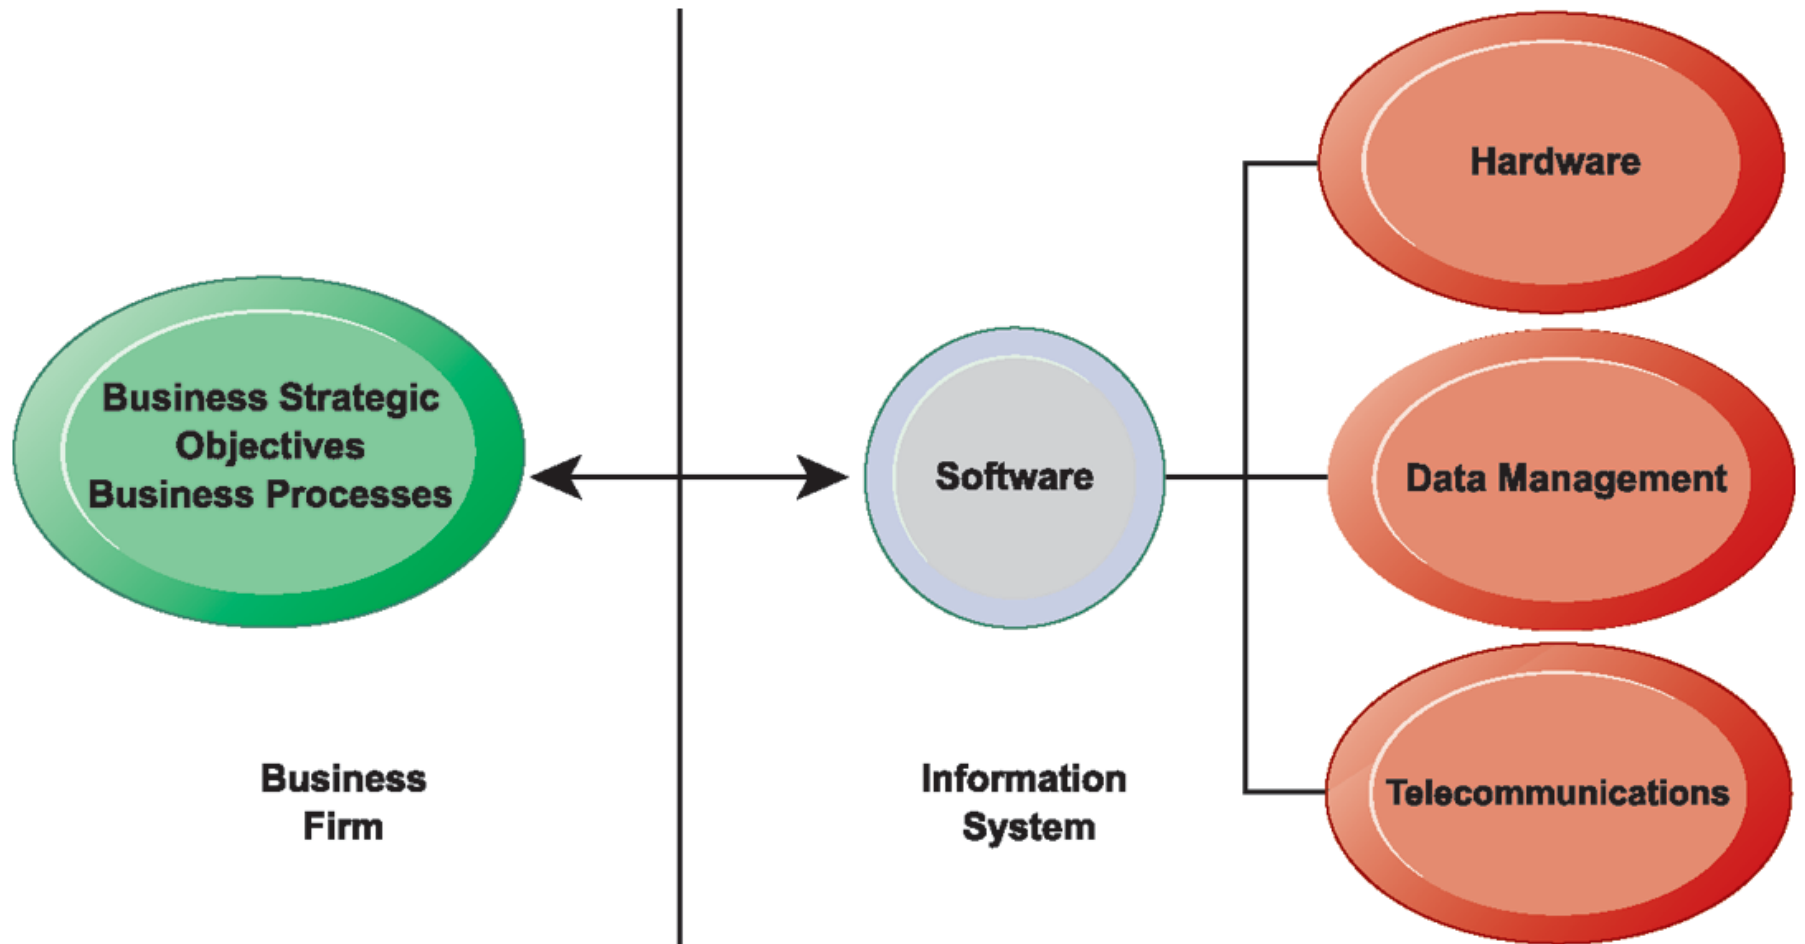 Business Strategic
Objectives
Business Processes
Business
Firm
Software
Information
System
Hardware
Data Management
Telecommunications